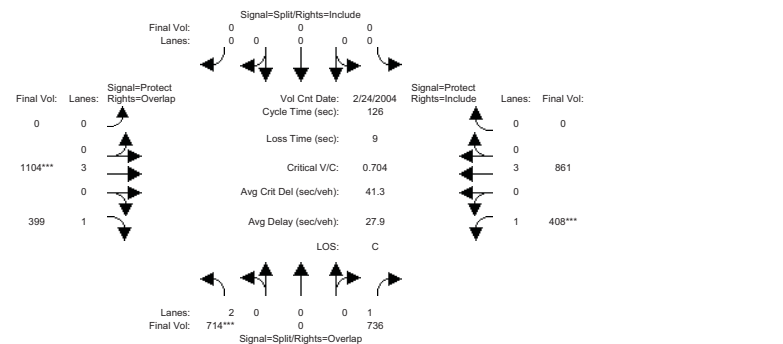 Signal=Split/Rights=Include
Final Vol: 0 0 0
Lanes: 0 0 0 0 0
Signal=Protect Signal=Protect
Final Vol: Lanes: Rights=Overlap Vol Cnt Date: 2/24/2004 Rights=Include Lanes: Final Vol:
Cycle Time (sec): 126
0 0 0 0
Loss Time (sec): 9
0 0
1104*** 3 Critical V/C: 0.704 3 861
0 Avg Crit Del (sec/veh): 41.3 0
399 1 Avg Delay (sec/veh): 27.9 1 408***
LOS: C
Lanes: 2 0 0 0 1
Final Vol: 714*** 0 736
Signal=Split/Rights=Overlap